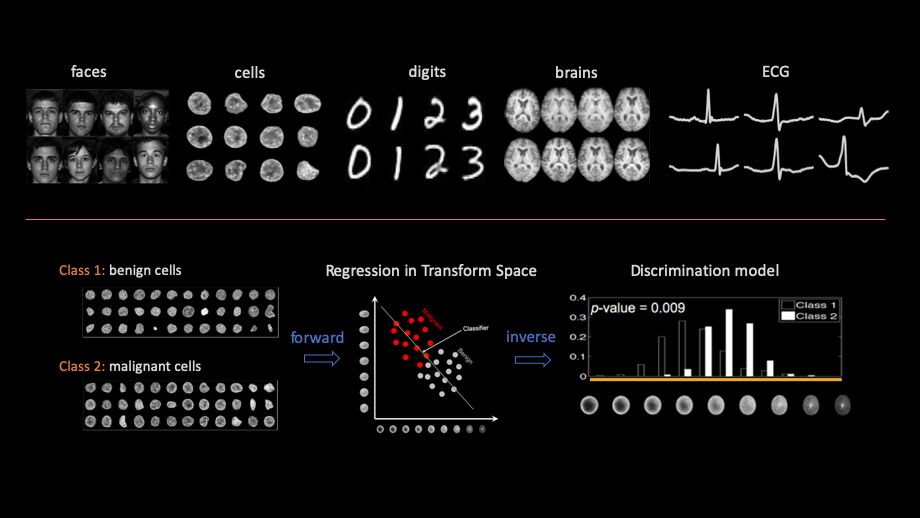 faces
cells
digits
brains
ECG
0 1 2 3
0 1 2 3
Class 1: benign cells
Class 2: malignant cells
forward
Regression in Transform Space
Malignant
Classifier
Benign
inverse
Discrimination model
p-value = 0.009
Class 1
Class 2
0.4
0.3
0.2
0.1
0